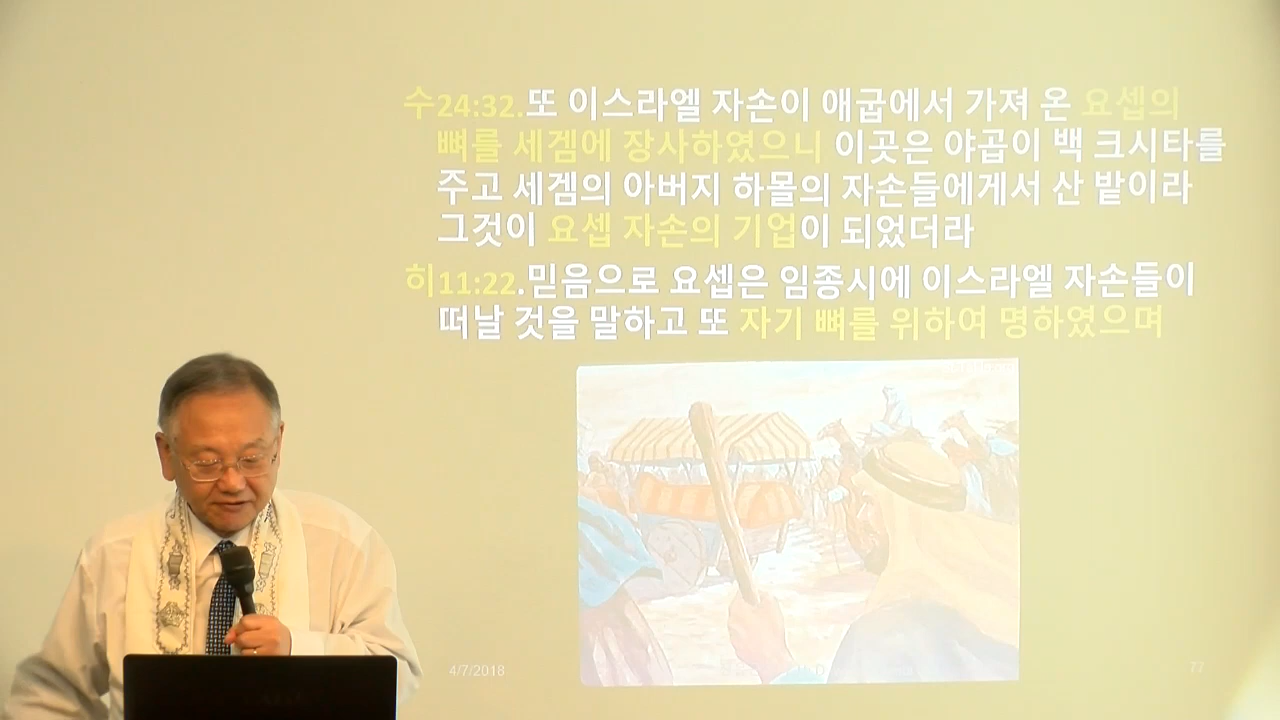 수24:32.또 이스라엘 자손이 애굽에서 가져 온 요셉의
뼈를 세겜에 장사하였으니 이곳은 야곱이 백 크시타를
주고 세겜의 아버지 하몰의 자손들에게서 산 밭이라
그것이 요셉 자손의 기업이 되었더라
히11:22.믿음으로 요셉은 임종시에 이스라엘 자손들이
떠날 것을 말하고 또 자기 뼈를 위하여 명하였으며
4/7/2018
77